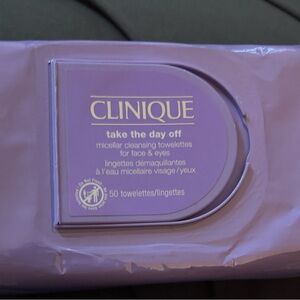 CLINIQUE
take the day off
micellar cleansing towelettes
for face & eyes
lingettes démaquillantes
à l'eau micellaire visage/yeux
50 towelettes/lingettes